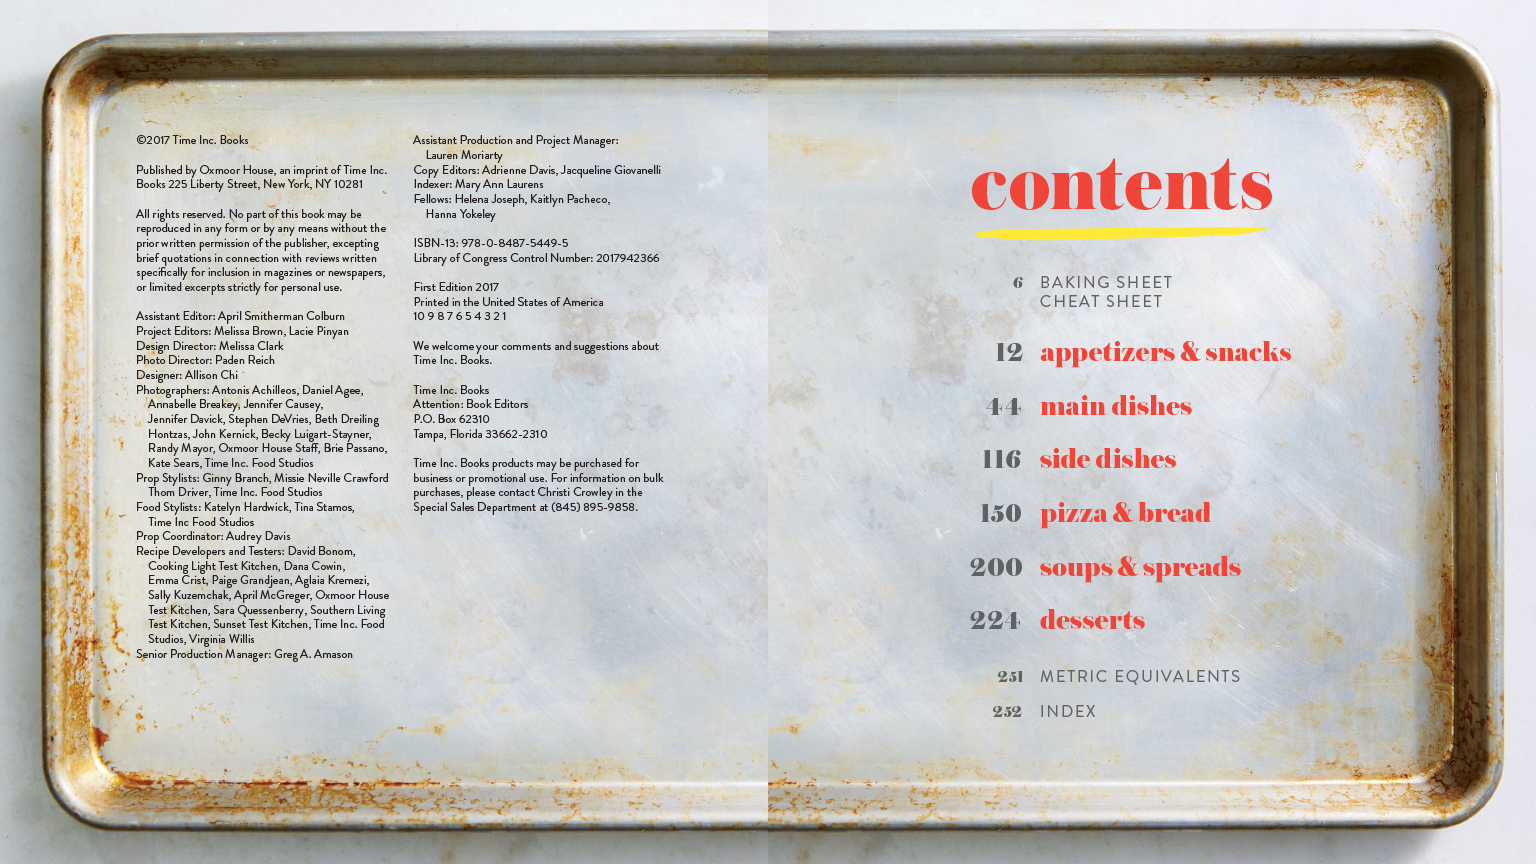 ©2017 Time Inc. Books
Published by Oxmoor House, an imprint of Time Inc.
Books 225 Liberty Street, New York, NY 10281
All rights reserved. No part of this book may be
reproduced in any form or by any means without the
prior written permission of the publisher, excepting
brief quotations in connection with reviews written
specifically for inclusion in magazines or newspapers,
or limited excerpts strictly for personal use.
Assistant Editor: April Smitherman Colburn
Project Editors: Melissa Brown, Lacie Pinyan
Design Director: Melissa Clark
Photo Director: Paden Reich
Designer: Allison Chi
Photographers: Antonis Achilleos, Daniel Agee,
Annabelle Breakey, Jennifer Causey,
Jennifer Davick, Stephen DeVries, Beth Dreiling
Hontzas, John Kernick, Becky Luigart-Stayner,
Randy Mayor, Oxmoor House Staff, Brie Passano,
Kate Sears, Time Inc. Food Studios
Prop Stylists: Ginny Branch, Missie Neville Crawford
Thom Driver, Time Inc. Food Studios
Food Stylists: Katelyn Hardwick, Tina Stamos,
Time Inc Food Studios
Prop Coordinator: Audrey Davis
Recipe Developers and Testers: David Bonom,
Cooking Light Test Kitchen, Dana Cowin,
Emma Crist, Paige Grandjean, Aglaia Kremezi,
Sally Kuzemchak, April McGreger, Oxmoor House
Test Kitchen, Sara Quessenberry, Southern Living
Test Kitchen, Sunset Test Kitchen, Time Inc. Food
Studios, Virginia Willis
Senior Production Manager: Greg A. Amason
Assistant Production and Project Manager:
Lauren Moriarty
Copy Editors: Adrienne Davis, Jacqueline Giovanelli
Indexer: Mary Ann Laurens
Fellows: Helena Joseph, Kaitlyn Pacheco,
Hanna Yokeley
ISBN-13: 978-0-8487-5449-5
Library of Congress Control Number: 2017942366
First Edition 2017
Printed in the United States of America
10 9 8 7 6 5 4 3 2 1
We welcome your comments and suggestions about
Time Inc. Books.
Time Inc. Books
Attention: Book Editors
P.O. Box 62310
Tampa, Florida 33662-2310
Time Inc. Books products may be purchased for
business or promotional use. For information on bulk
purchases, please contact Christi Crowley in the
Special Sales Department at (845) 895-9858.
contents
6 BAKING SHEET
CHEAT SHEET
12 appetizers & snacks
44 main dishes
116 side dishes
150 pizza & bread
200 soups & spreads
224 desserts
251 METRIC EQUIVALENTS
252 INDEX